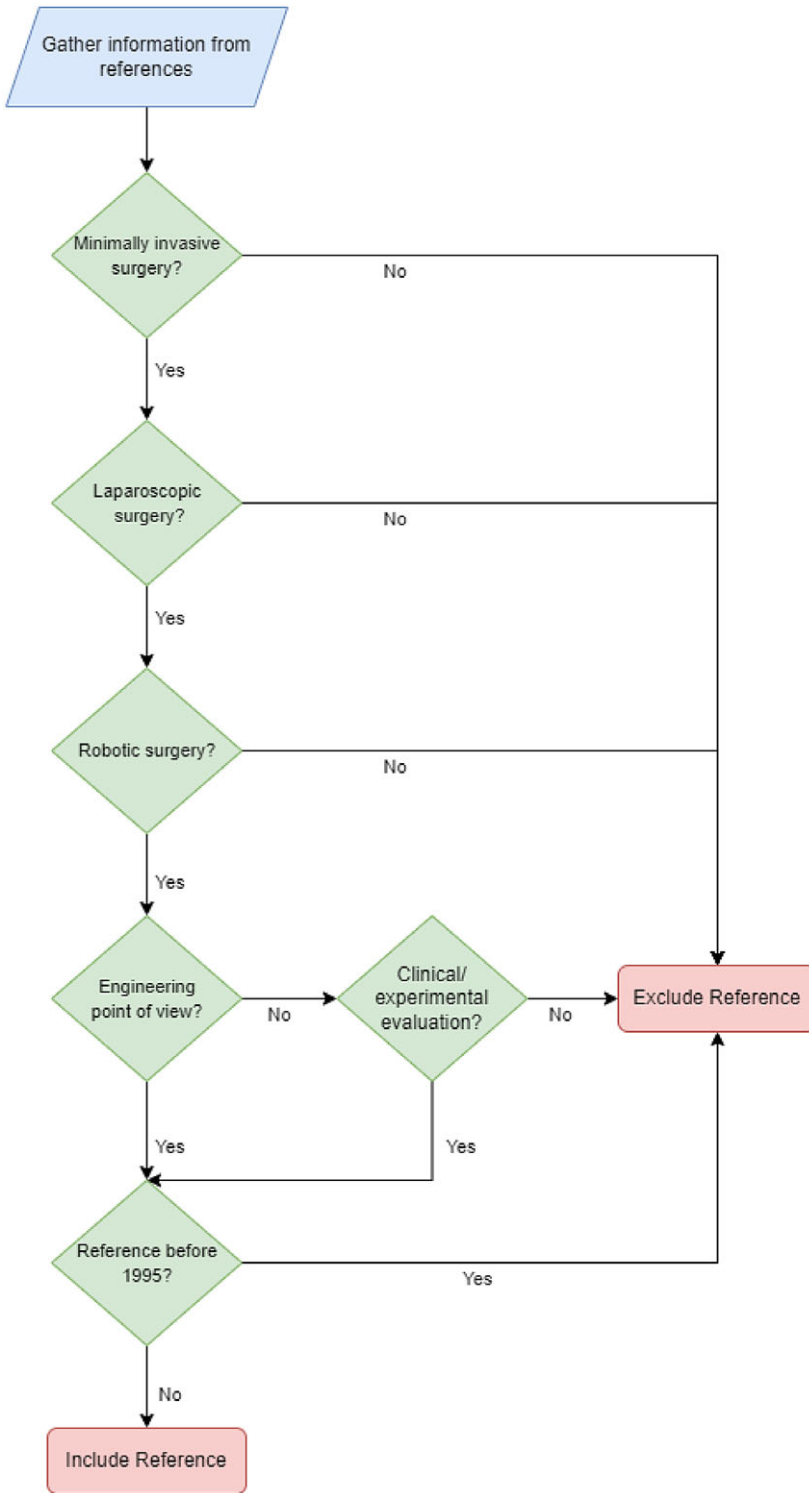 Gather information from
references
Minimally invasive
surgery?
No
Yes
Laparoscopic
surgery?
No
Yes
Robotic surgery?
No
Yes
Engineering
point of view?
No
Clinical/
experimental
evaluation?
No
Exclude Reference
Yes
Yes
Reference before
1995?
Yes
No
Include Reference